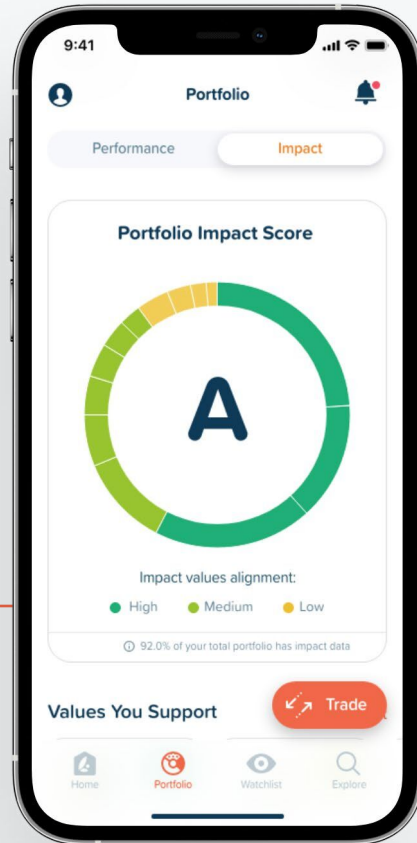 9:41
Portfolio
Performance
Impact
Portfolio Impact Score
A
Impact values alignment:
High
Medium
Low
92.0% of your total portfolio has impact data
Values You Support
Trade
Home
Portfolio
Watchlist
Explore